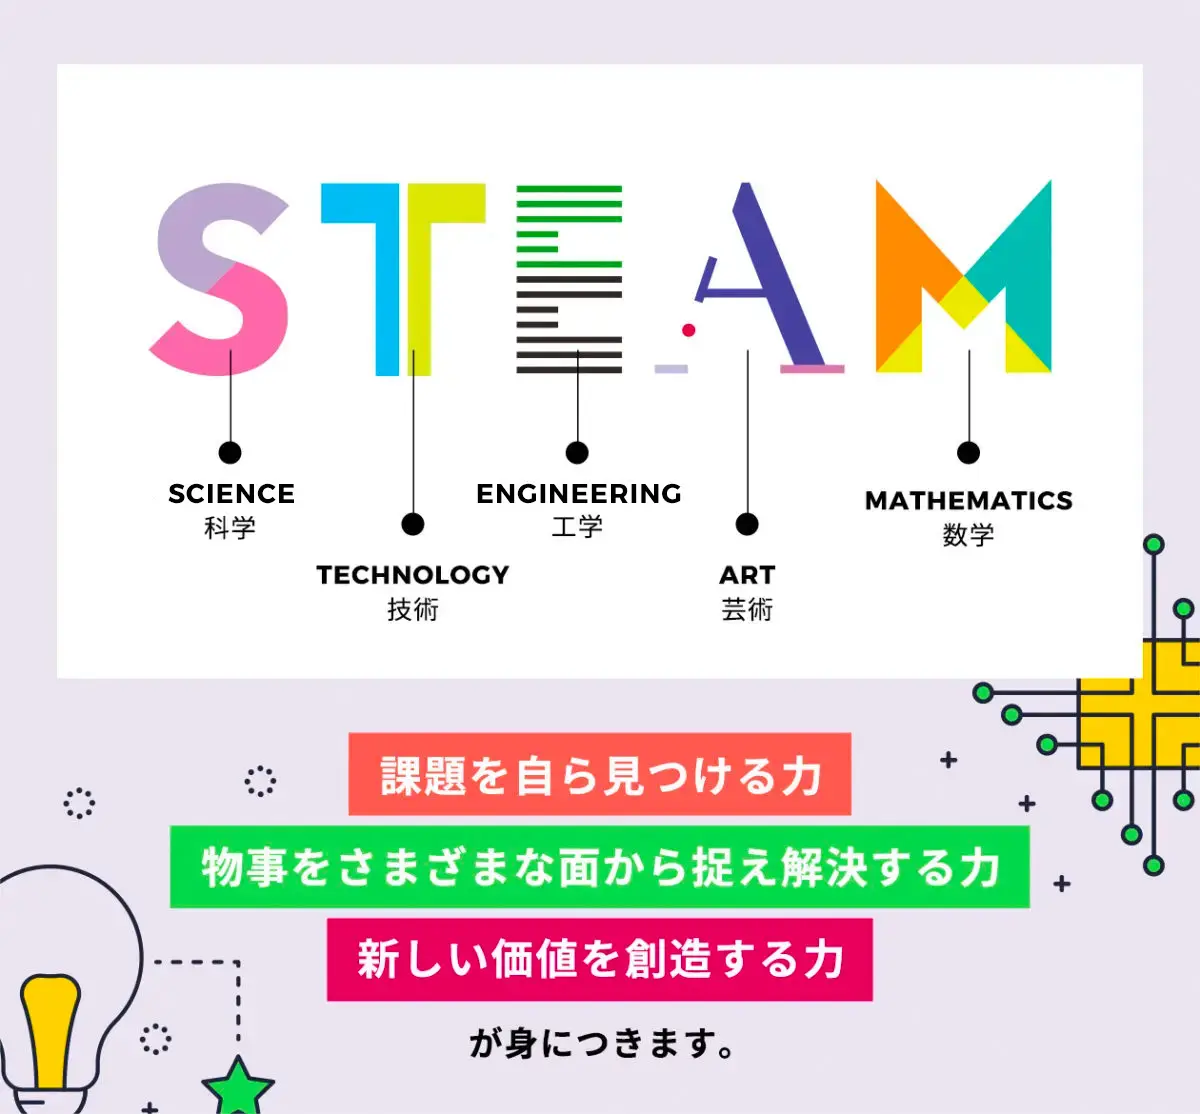 STEAM
SCIENCE
科学
TECHNOLOGY
技術
ENGINEERING
工学
ART
芸術
MATHEMATICS
数学
課題を自ら見つける力
物事をさまざまな面から捉え解決する力
新しい価値を創造する力
が身につきます。